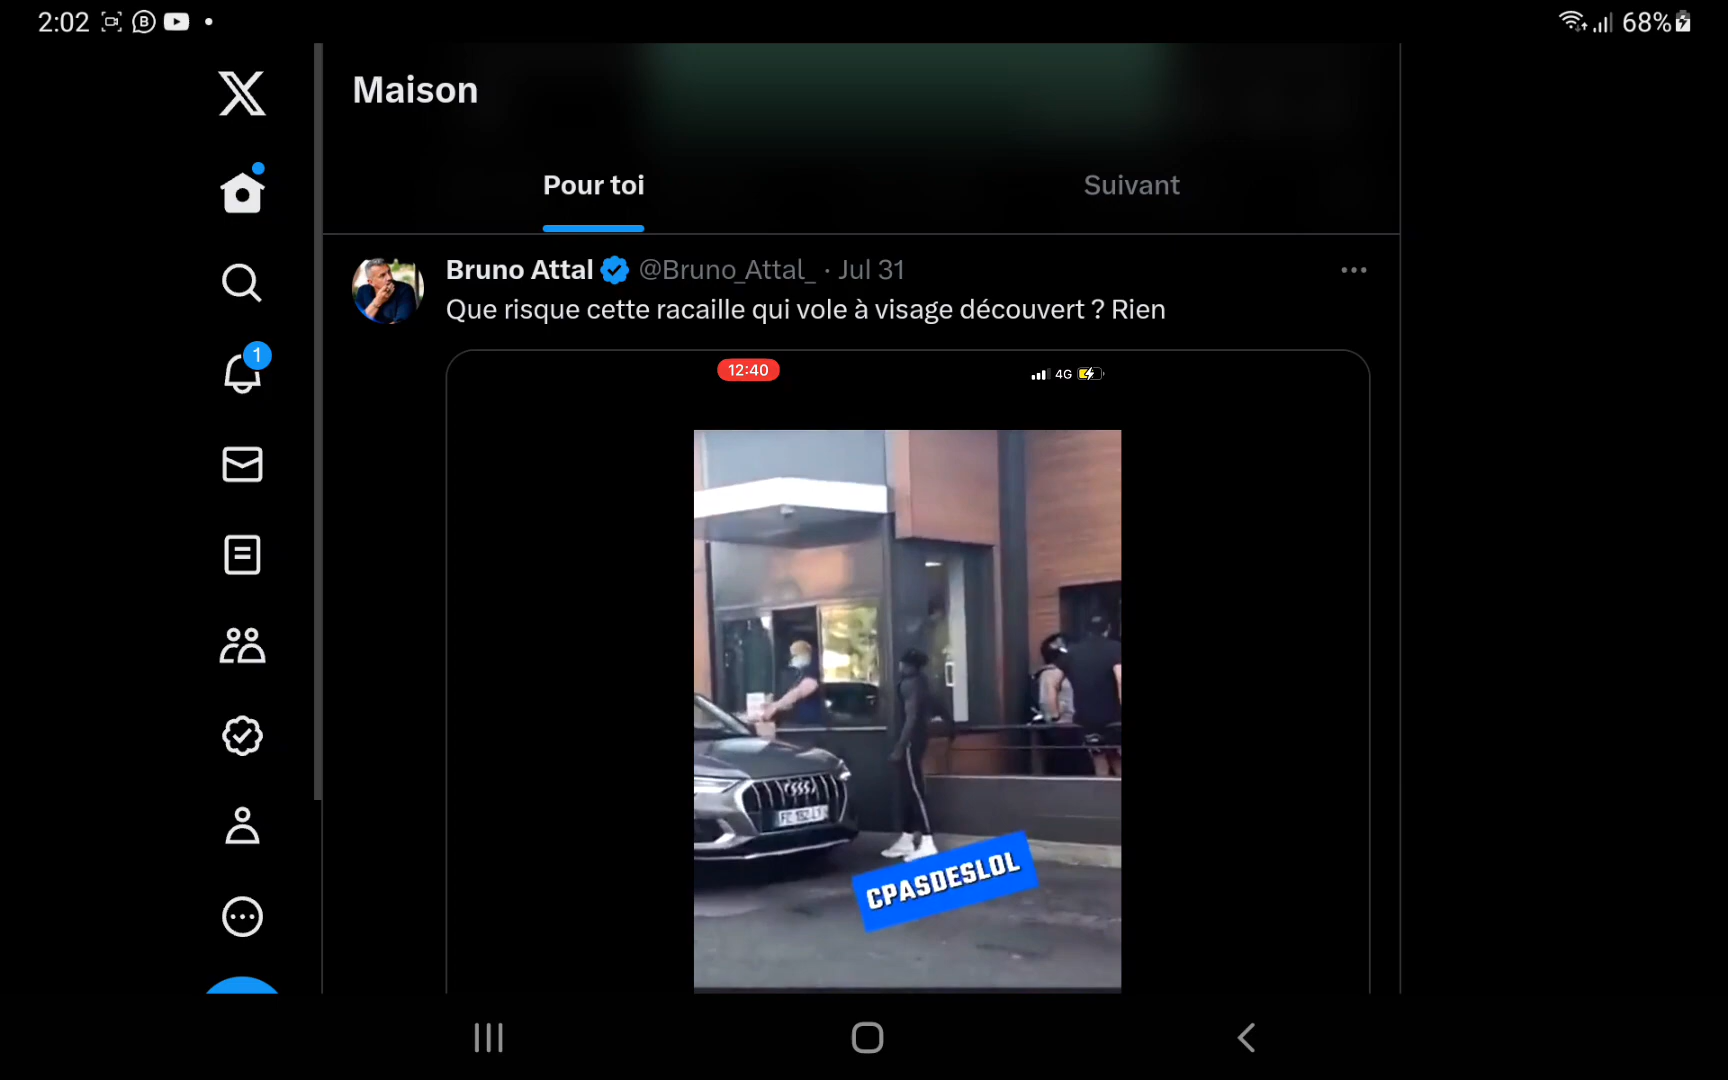 2:02
68%
Maison
Pour toi
Suivant
Bruno Attal @Bruno_Attal_ · Jul 31
Que risque cette racaille qui vole à visage découvert ? Rien
1
12:40
4G
CPASDESLOL